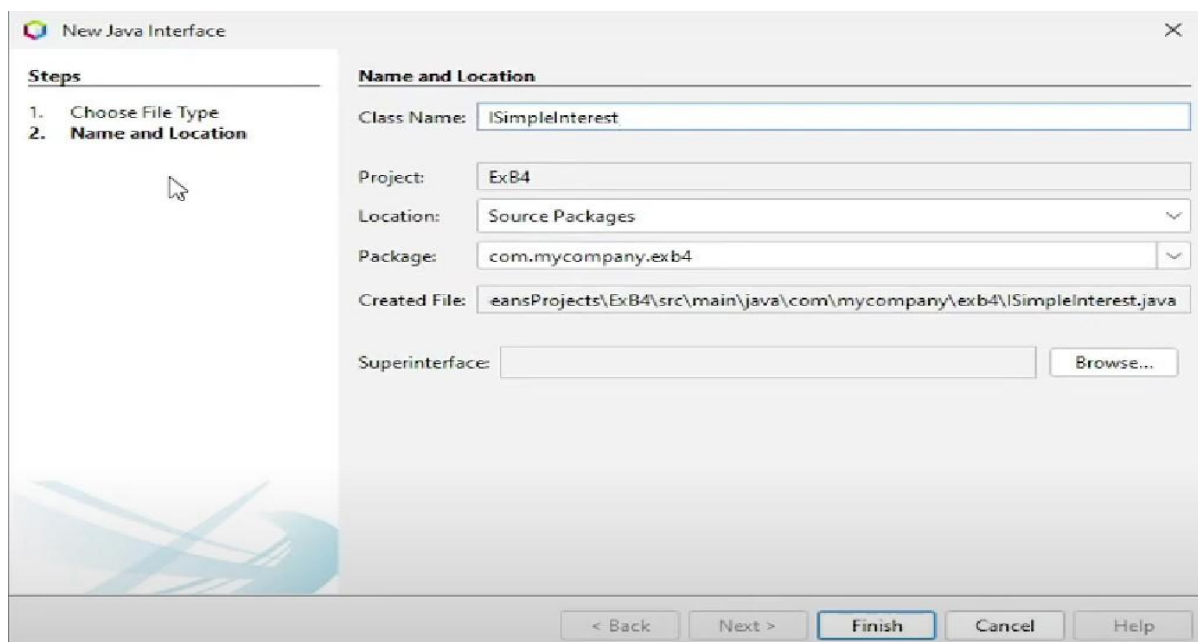 New Java Interface
Steps
1. Choose File Type
2. Name and Location
Name and Location
Class Name: ISimpleInterest
Project: ExB4
Location: Source Packages
Package: com.mycompany.exb4
Created File: eansProjects\ExB4\src\main\java\com\mycompany\exb4\ISimpleInterest.java
Superinterface:
Browse...
< Back Next > Finish Cancel Help